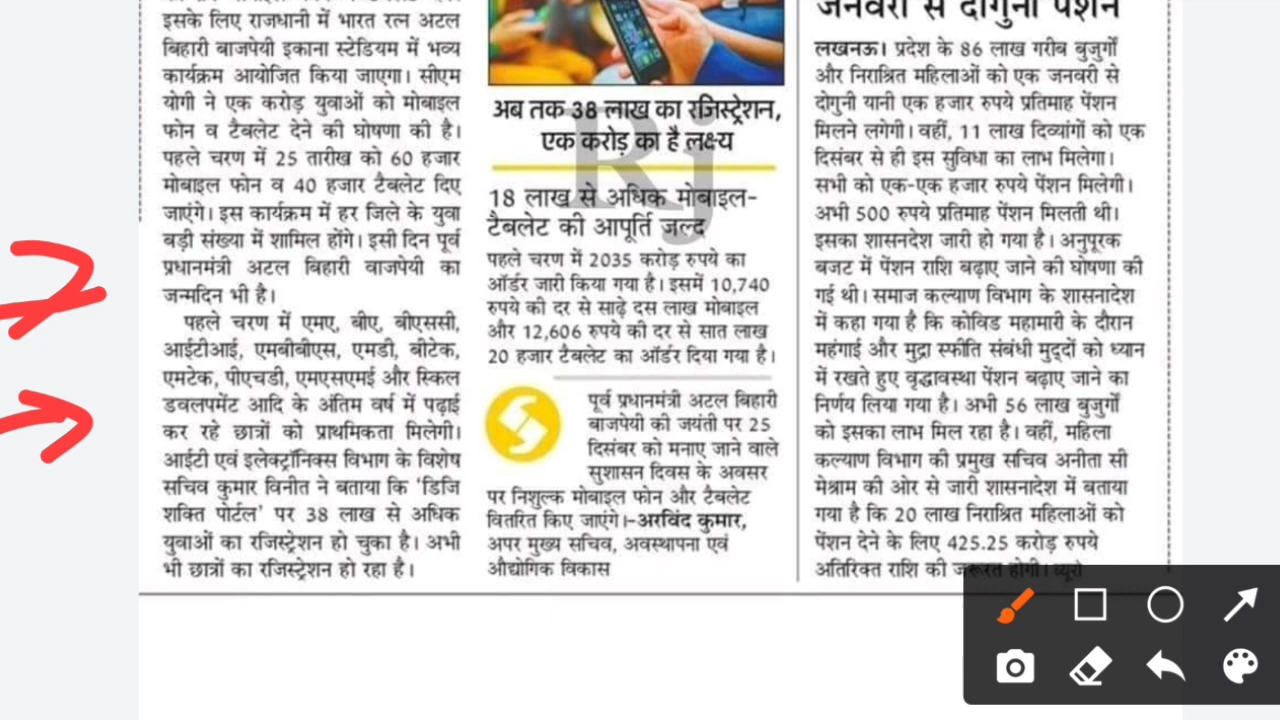 इसके लिए राजधानी में भारत रत्न अटल
बिहारी बाजपेयी इकाना स्टेडियम में भव्य
कार्यक्रम आयोजित किया जाएगा। सीएम
योगी ने एक करोड़ युवाओं को मोबाइल
फोन व टैबलेट देने की घोषणा की है।
पहले चरण में 25 तारीख को 60 हजार
मोबाइल फोन व 40 हजार टैबलेट दिए
जाएंगे। इस कार्यक्रम में हर जिले के युवा
बड़ी संख्या में शामिल होंगे। इसी दिन पूर्व
प्रधानमंत्री अटल बिहारी वाजपेयी का
जन्मदिन भी है।
पहले चरण में एमए, बीए, बीएससी,
आईटीआई, एमबीबीएस, एमडी, बीटेक,
एमटेक, पीएचडी, एमएसएमई और स्किल
डवलपमेंट आदि के अंतिम वर्ष में पढ़ाई
कर रहे छात्रों को प्राथमिकता मिलेगी।
आईटी एवं इलेक्ट्रॉनिक्स विभाग के विशेष
सचिव कुमार विनीत ने बताया कि 'डिजि
शक्ति पोर्टल' पर 38 लाख से अधिक
युवाओं का रजिस्ट्रेशन हो चुका है। अभी
भी छात्रों का रजिस्ट्रेशन हो रहा है।
अब तक 38 लाख का रजिस्ट्रेशन,
एक करोड़ का है लक्ष्य
Rj
18 लाख से अधिक मोबाइल-
टैबलेट की आपूर्ति जल्द
पहले चरण में 2035 करोड़ रुपये का
ऑर्डर जारी किया गया है। इसमें 10,740
रुपये की दर से साढ़े दस लाख मोबाइल
और 12,606 रुपये की दर से सात लाख
20 हजार टैबलेट का ऑर्डर दिया गया है।
पूर्व प्रधानमंत्री अटल बिहारी
बाजपेयी की जयंती पर 25
दिसंबर को मनाए जाने वाले
सुशासन दिवस के अवसर
पर निशुल्क मोबाइल फोन और टैबलेट
वितरित किए जाएंगे।-अरविंद कुमार,
अपर मुख्य सचिव, अवस्थापना एवं
औद्योगिक विकास
जनवरी से दोगुनी पेंशन
लखनऊ। प्रदेश के 86 लाख गरीब बुजुर्गों
और निराश्रित महिलाओं को एक जनवरी से
दोगुनी यानी एक हजार रुपये प्रतिमाह पेंशन
मिलने लगेगी। वहीं, 11 लाख दिव्यांगों को एक
दिसंबर से ही इस सुविधा का लाभ मिलेगा।
सभी को एक-एक हजार रुपये पेंशन मिलेगी।
अभी 500 रुपये प्रतिमाह पेंशन मिलती थी।
इसका शासनदेश जारी हो गया है। अनुपूरक
बजट में पेंशन राशि बढ़ाए जाने की घोषणा की
गई थी। समाज कल्याण विभाग के शासनादेश
में कहा गया है कि कोविड महामारी के दौरान
महंगाई और मुद्रा स्फीति संबंधी मुद्दों को ध्यान
में रखते हुए वृद्धावस्था पेंशन बढ़ाए जाने का
निर्णय लिया गया है। अभी 56 लाख बुजुर्गों
को इसका लाभ मिल रहा है। वहीं, महिला
कल्याण विभाग की प्रमुख सचिव अनीता सी
मेश्राम की ओर से जारी शासनादेश में बताया
गया है कि 20 लाख निराश्रित महिलाओं को
पेंशन देने के लिए 425.25 करोड़ रुपये
अतिरिक्त राशि की जरूरत होगी। ब्यूरो